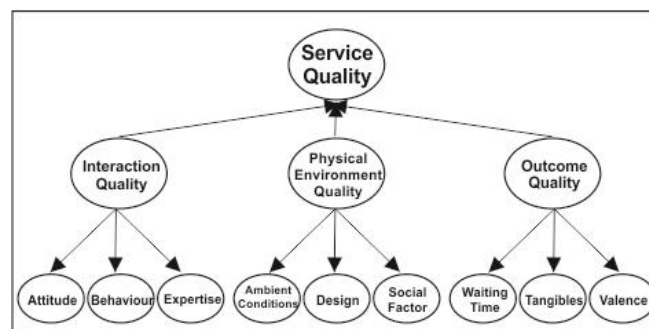 Service
Quality
Interaction
Quality
Physical
Environment
Quality
Outcome
Quality
Attitude
Behaviour
Expertise
Ambient
Conditions
Design
Social
Factor
Waiting
Time
Tangibles
Valence